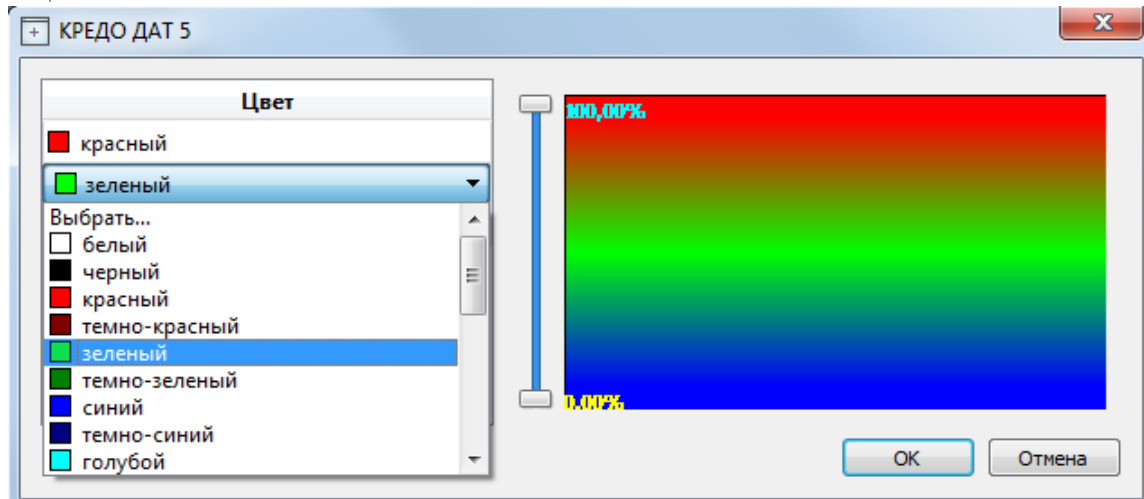 КРЕДО ДАТ 5
Цвет
красный
зеленый
Выбрать...
белый
черный
красный
темно-красный
зеленый
темно-зеленый
синий
темно-синий
голубой
100,00%
0,00%
OK
Отмена